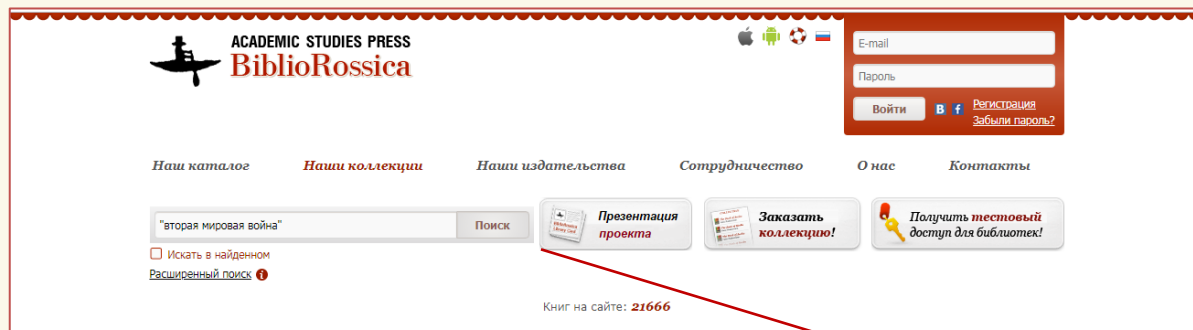 ACADEMIC STUDIES PRESS
BiblioRossica
E-mail
Пароль
Войти
Регистрация
Забыли пароль?
Наш каталог Наши коллекции Наши издательства Сотрудничество О нас Контакты
"вторая мировая война" Поиск
Презентация
проекта
Заказать
коллекцию!
Получить тестовый
доступ для библиотек!
Искать в найденном
Расширенный поиск
Книг на сайте: 21666